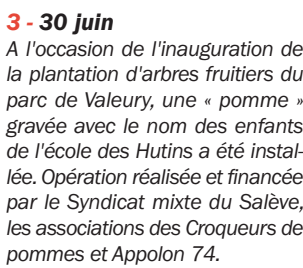 3 - 30 juin
A l'occasion de l'inauguration de
la plantation d'arbres fruitiers du
parc de Valeury, une « pomme »
gravée avec le nom des enfants
de l'école des Hutins a été instal-
lée. Opération réalisée et financée
par le Syndicat mixte du Salève,
les associations des Croqueurs de
pommes et Appolon 74.